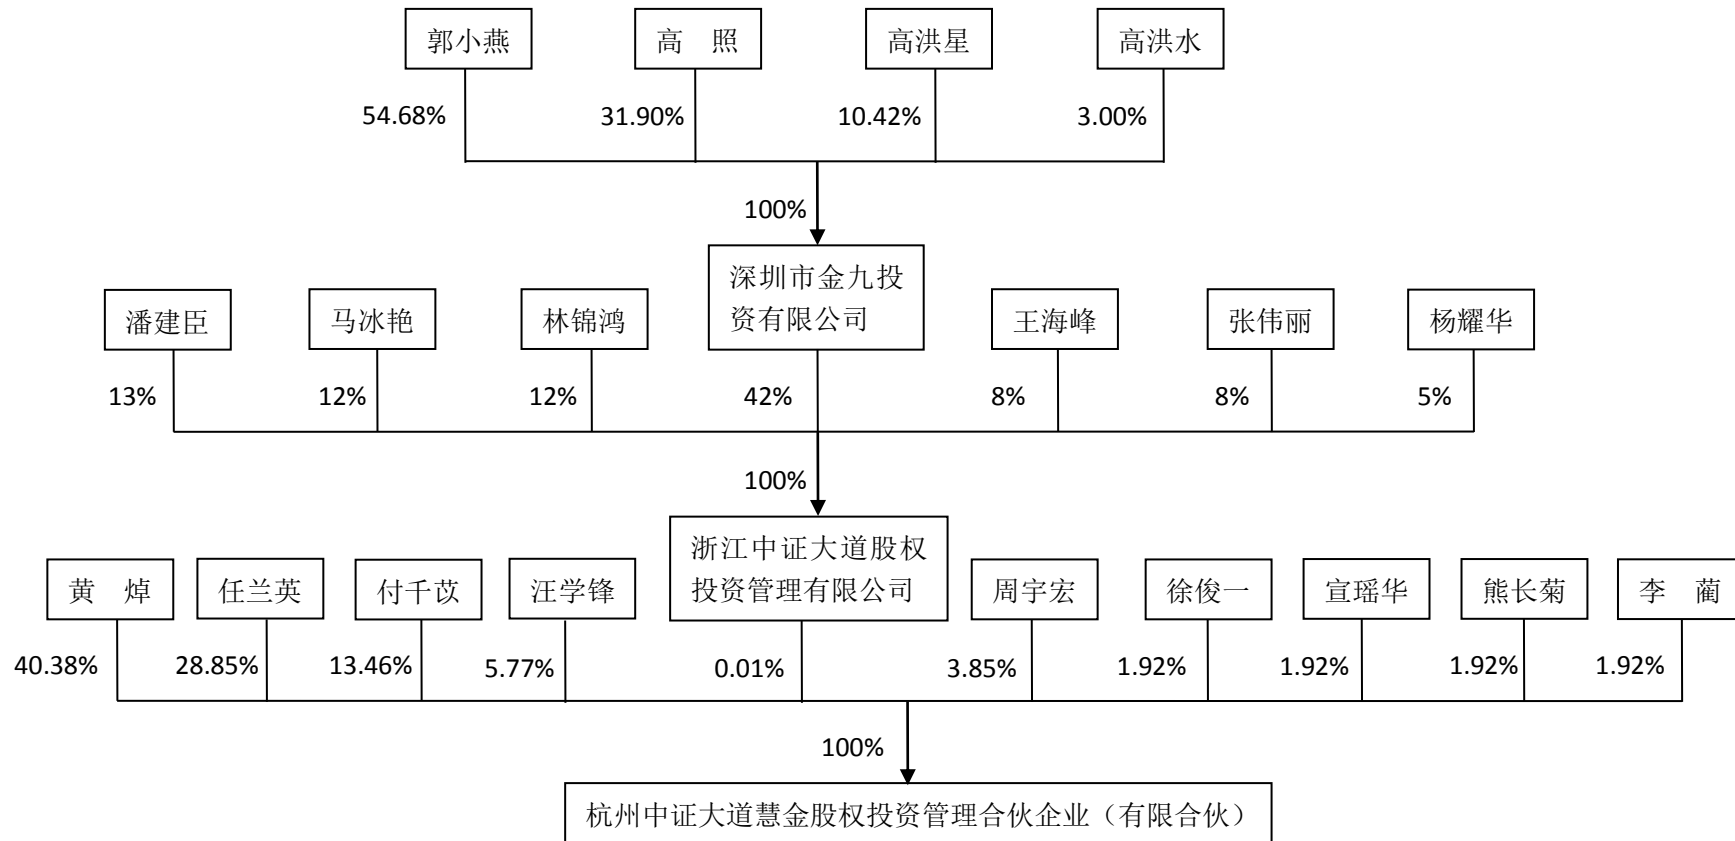 郭小燕 高 照 高洪星 高洪水
54.68% 31.90% 10.42% 3.00%
100%
深圳市金九投
资有限公司
潘建臣 马冰艳 林锦鸿 王海峰 张伟丽 杨耀华
13% 12% 12% 42% 8% 8% 5%
100%
浙江中证大道股权
投资管理有限公司
黄 焯 任兰英 付千苡 汪学锋 周宇宏 徐俊一 宣瑶华 熊长菊 李 蔺
40.38% 28.85% 13.46% 5.77% 0.01% 3.85% 1.92% 1.92% 1.92% 1.92%
100%
杭州中证大道慧金股权投资管理合伙企业（有限合伙）